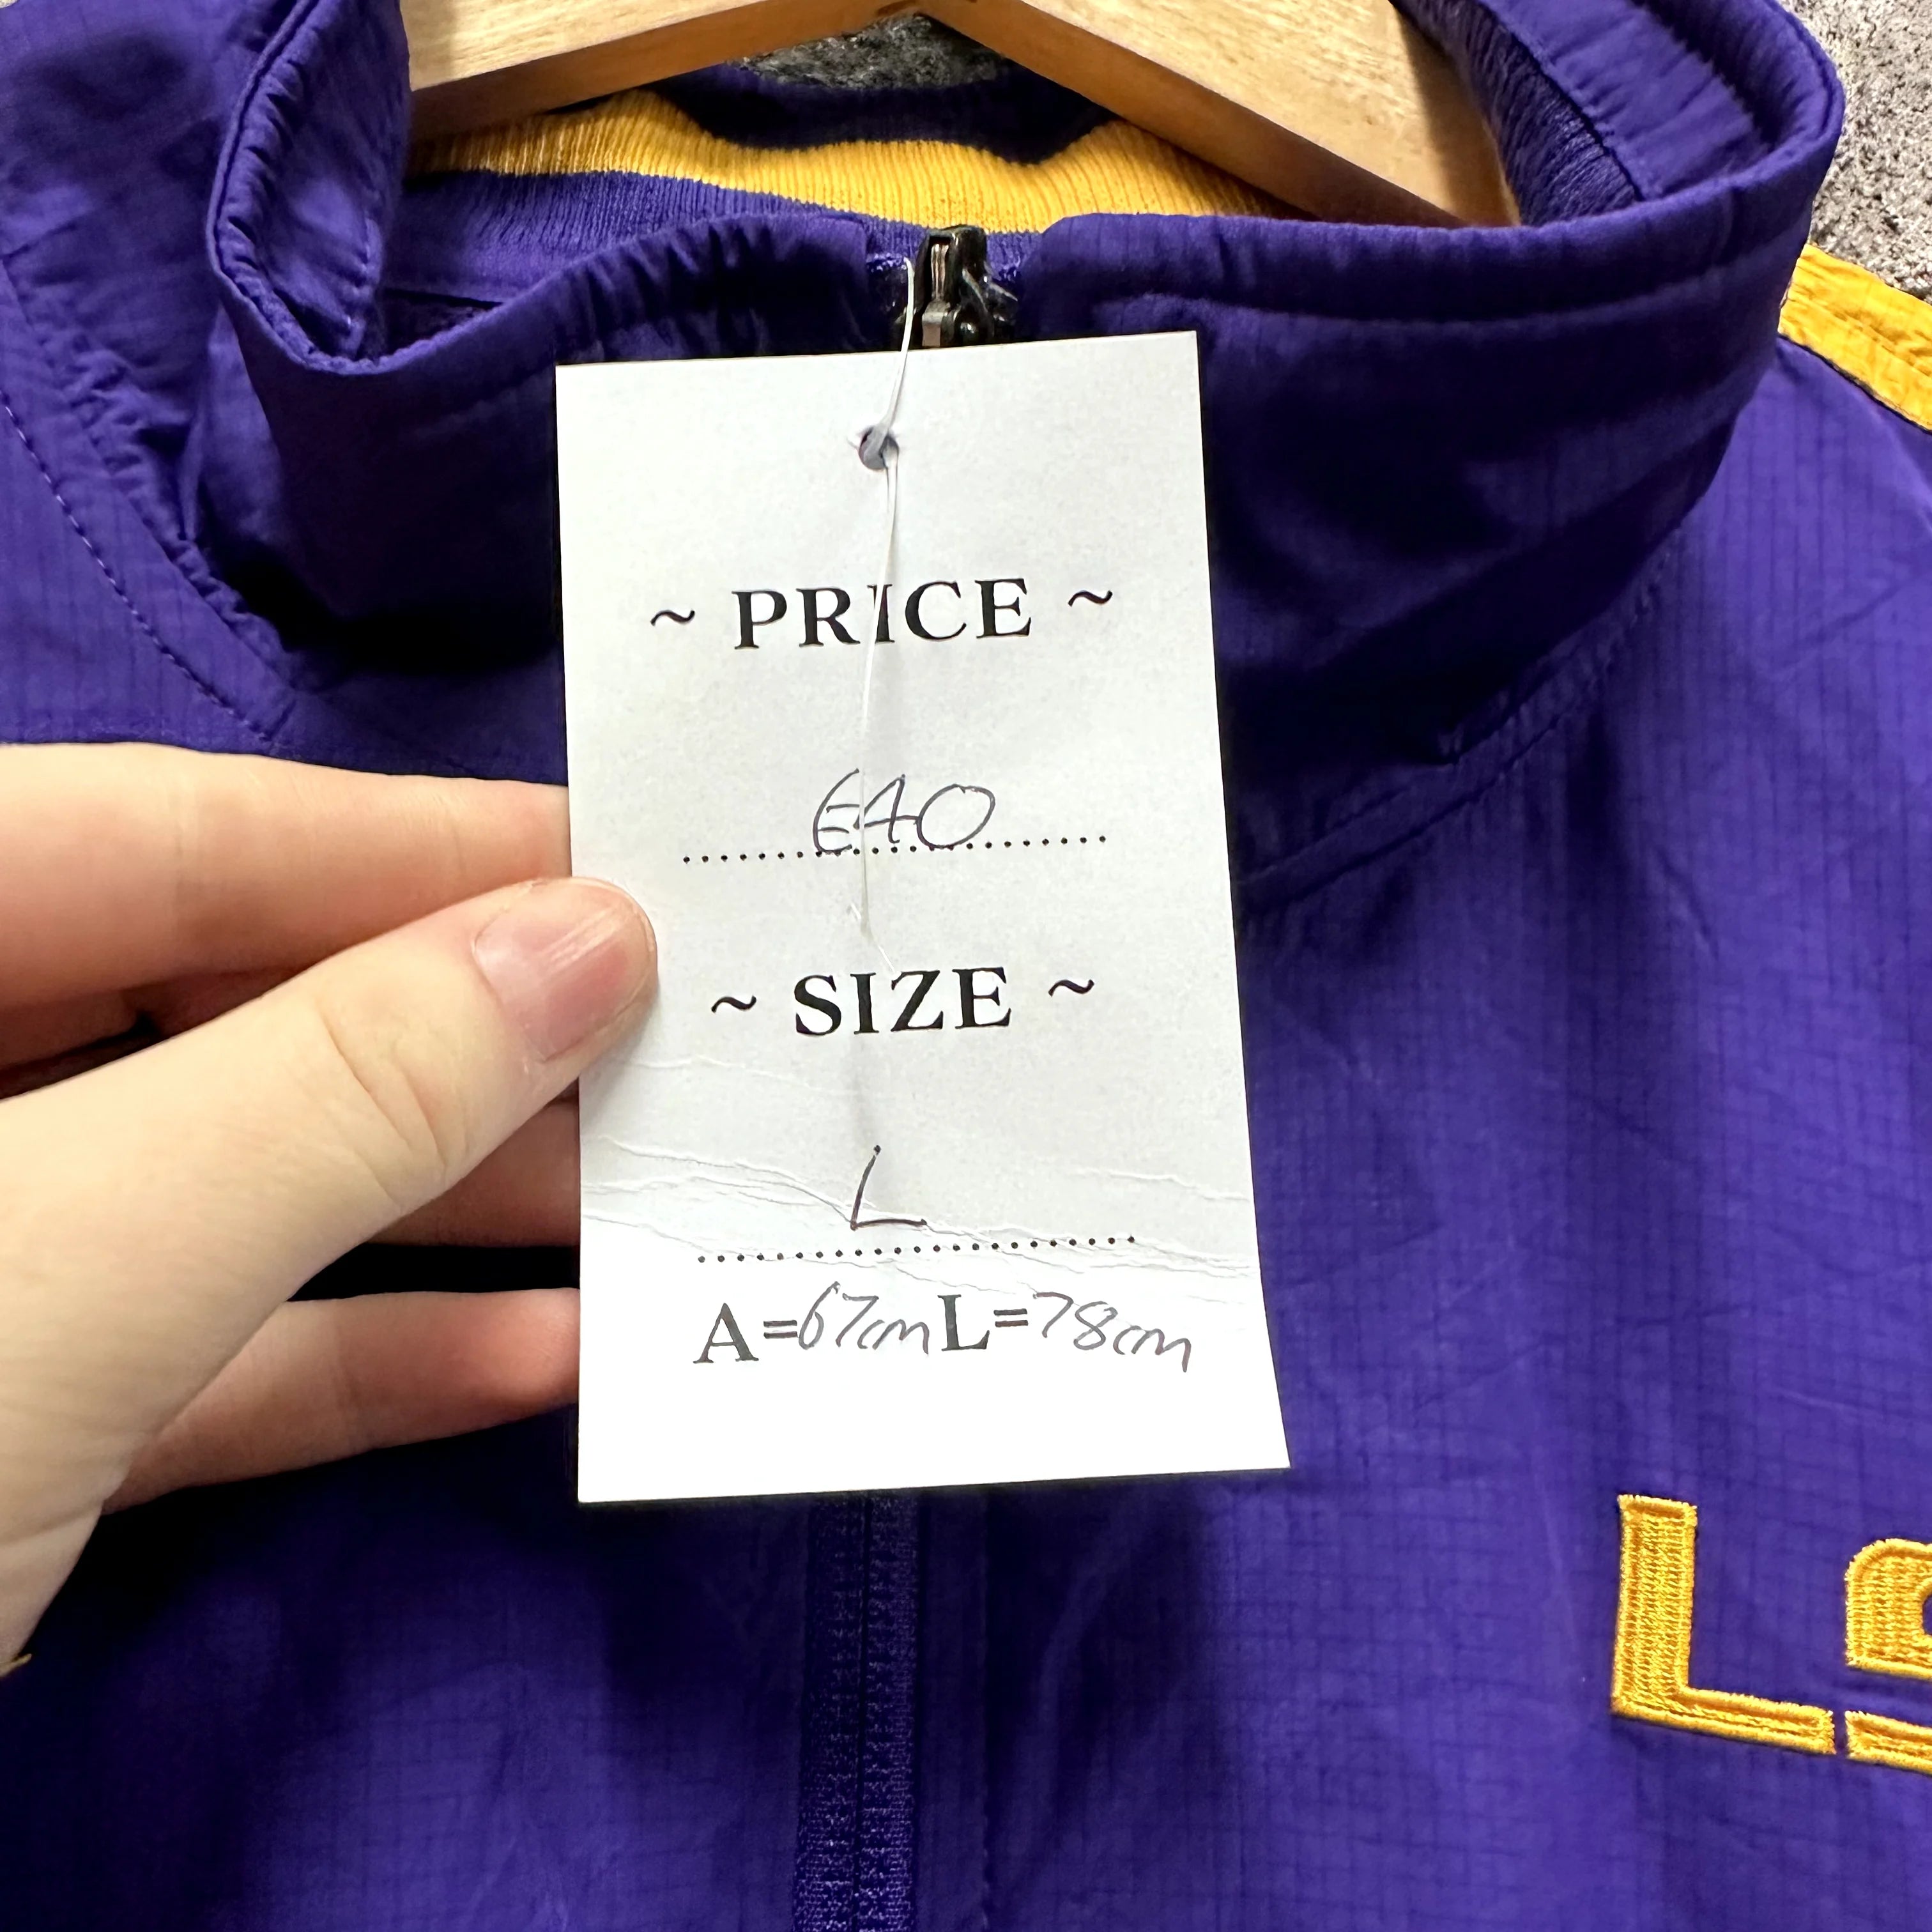 ~ PRICE ~
£40
~ SIZE ~
L
A=67cm L=78cm
LS